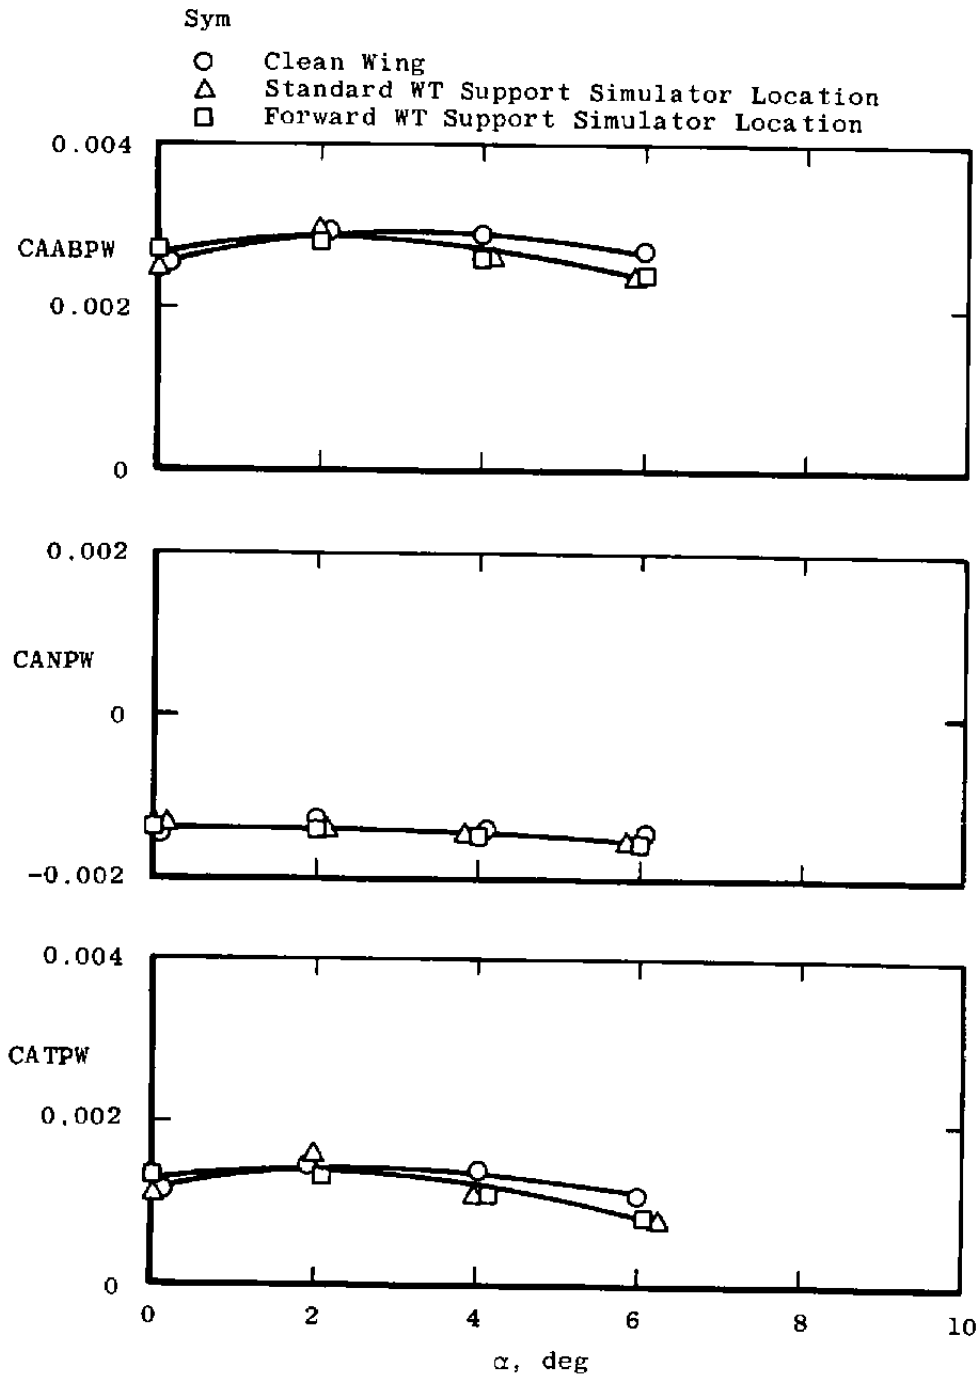 Sym
Clean Wing
Standard WT Support Simulator Location
Forward WT Support Simulator Location
0.004
CAABPW
0.002
0
0.002
CANPW
0
-0.002
0.004
CATPW
0.002
0
0 2 4 6 8 10
α, deg